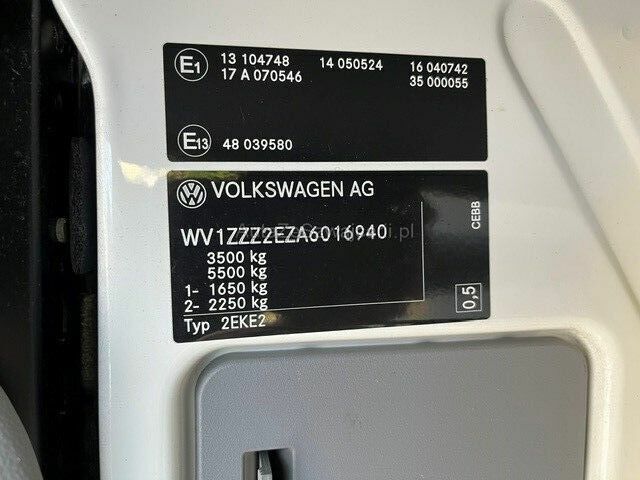 E1 13 104748 14 050524 16 040742
17 A 070546 35 000055
E13 48 039580
VOLKSWAGEN AG
WV1ZZZ2EZA6016940
3500 kg
5500 kg
1- 1650 kg
2- 2250 kg
Typ 2EKE2
CEBB
0,5